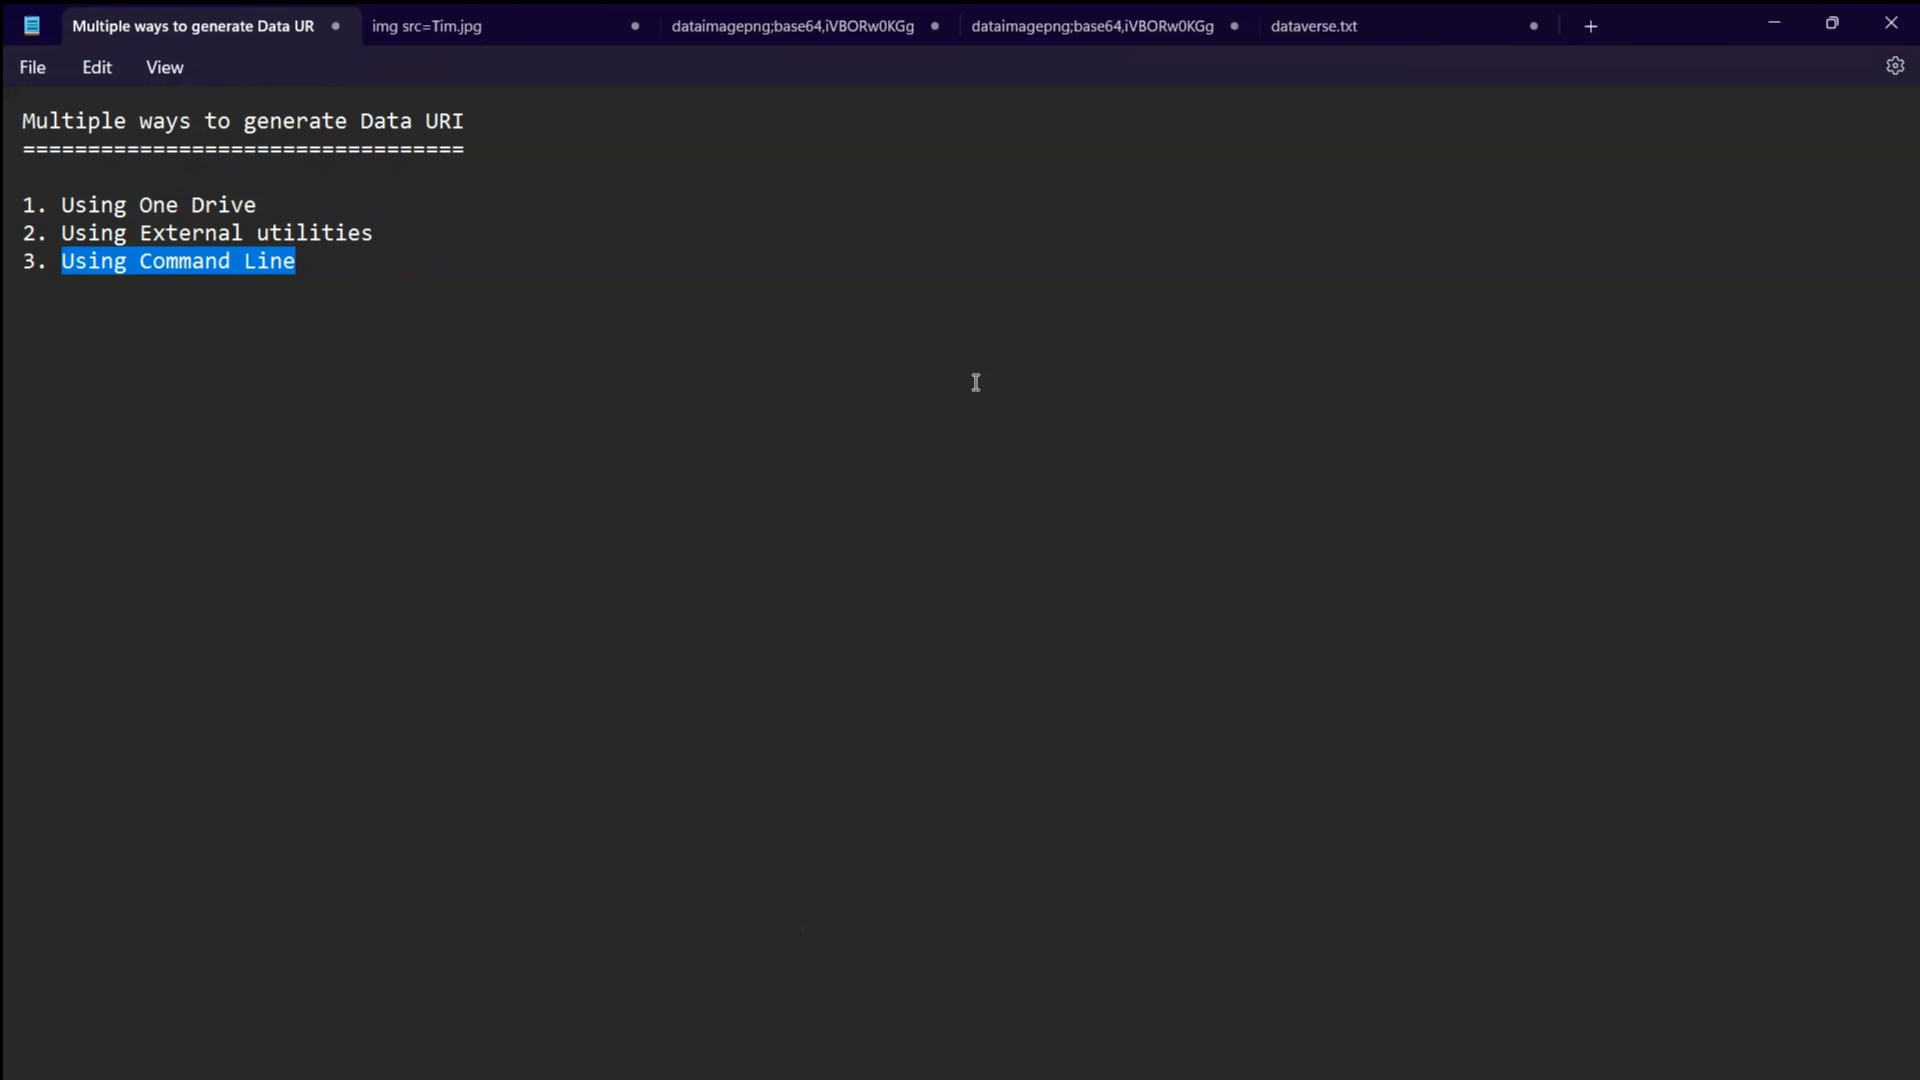 Multiple ways to generate Data UR
img src=Tim.jpg
dataimagepng;base64,iVBORw0KGg
dataimagepng;base64,iVBORw0KGg
dataverse.txt
File
Edit
View
Multiple ways to generate Data URI
==================================
1. Using One Drive
2. Using External utilities
3. Using Command Line